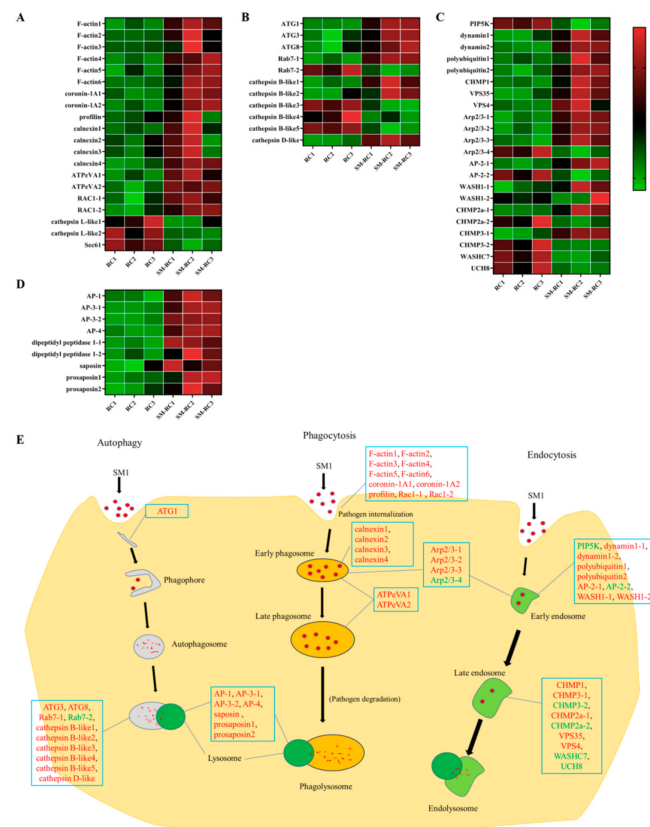 A
F-actin1
F-actin2
F-actin3
F-actin4
F-actin5
F-actin6
coronin-1A1
coronin-1A2
profilin
calnexin1
calnexin2
calnexin3
calnexin4
ATPeVA1
ATPeVA2
RAC1-1
RAC1-2
cathepsin L-like1
cathepsin L-like2
Sec61
RC1
RC2
RC3
SM-RC1
SM-RC2
SM-RC3
B
ATG1
ATG3
ATG8
Rab7-1
Rab7-2
cathepsin B-like1
cathepsin B-like2
cathepsin B-like3
cathepsin B-like4
cathepsin B-like5
cathepsin D-like
RC1
RC2
RC3
SM-RC1
SM-RC2
SM-RC3
C
PIP5K
dynamin1
dynamin2
polyubiquitin1
polyubiquitin2
CHMP1
VPS35
VPS4
Arp2/3-1
Arp2/3-2
Arp2/3-3
Arp2/3-4
AP-2-1
AP-2-2
WASH1-1
WASH1-2
CHMP2a-1
CHMP2a-2
CHMP3-1
CHMP3-2
WASHC7
UCH8
RC1
RC2
RC3
SM-RC1
SM-RC2
SM-RC3
D
AP-1
AP-3-1
AP-3-2
AP-4
dipeptidyl peptidase 1-1
dipeptidyl peptidase 1-2
saposin
prosaposin1
prosaposin2
RC1
RC2
RC3
SM-RC1
SM-RC2
SM-RC3
E
Autophagy
SM1
ATG1
Phagophore
Autophagosome
ATG3, ATG8,
Rab7-1, Rab7-2,
cathepsin B-like1,
cathepsin B-like2,
cathepsin B-like3,
cathepsin B-like4,
cathepsin B-like5,
cathepsin D-like
Lysosome
AP-1, AP-3-1,
AP-3-2, AP-4,
saposin ,
prosaposin1,
prosaposin2
Phagocytosis
SM1
F-actin1, F-actin2,
F-actin3, F-actin4,
F-actin5, F-actin6,
coronin-1A1, coronin-1A2
profilin, Rac1-1 , Rac1-2
Pathogen internalization
calnexin1,
calnexin2
calnexin3,
calnexin4
Early phagosome
Arp2/3-1
Arp2/3-2
Arp2/3-3
Arp2/3-4
ATPeVA1
ATPeVA2
Late phagosome
(Pathogen degradation)
Phagolysosome
Endocytosis
SM1
PIP5K, dynamin1-1,
dynamin1-2,
polyubiquitin1,
polyubiquitin2
AP-2-1, AP-2-2,
WASH1-1, WASH1-2
Early endosome
Late endosome
CHMP1,
CHMP3-1,
CHMP3-2,
CHMP2a-1,
CHMP2a-2,
VPS35,
VPS4,
WASHC7,
UCH8
Endolysosome